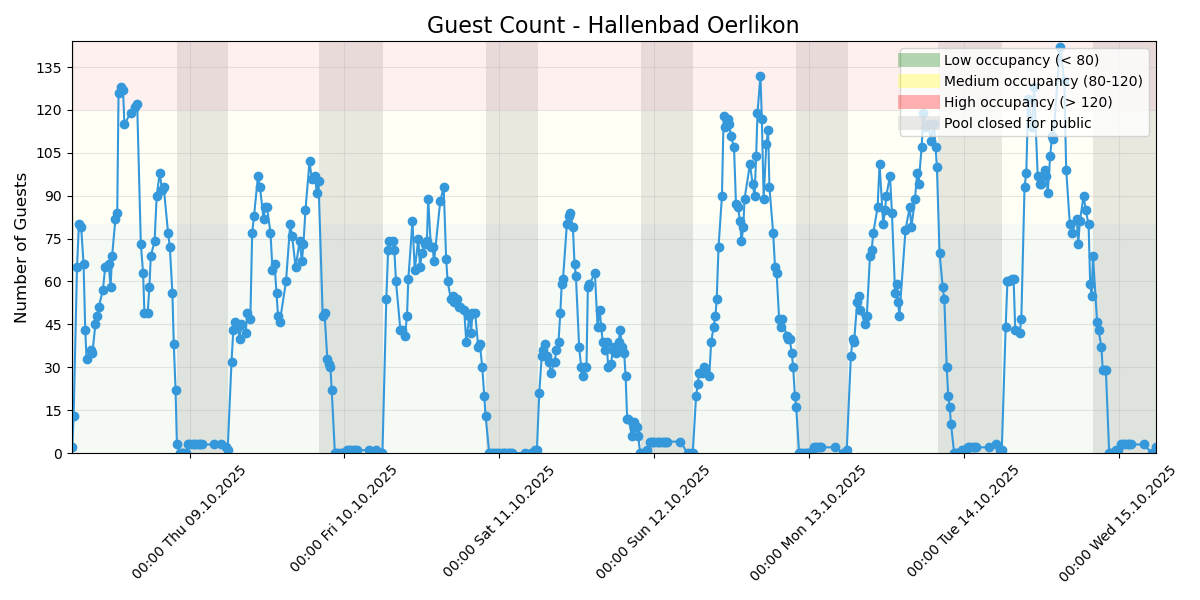 Guest Count - Hallenbad Oerlikon
Number of Guests
135
120
105
90
75
60
45
30
15
0
Low occupancy (< 80)
Medium occupancy (80-120)
High occupancy (> 120)
Pool closed for public
00:00 Thu 09.10.2025
00:00 Fri 10.10.2025
00:00 Sat 11.10.2025
00:00 Sun 12.10.2025
00:00 Mon 13.10.2025
00:00 Tue 14.10.2025
00:00 Wed 15.10.2025